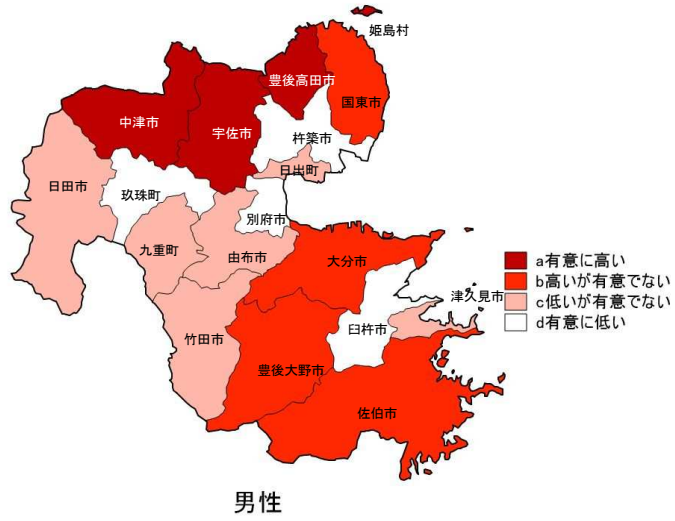 姫島村
豊後高田市
国東市
中津市
宇佐市
杵築市
日出町
日田市
玖珠町
別府市
九重町
由布市
大分市
a有意に高い
b高いが有意でない
c低いが有意でない
d有意に低い
津久見市
臼杵市
竹田市
豊後大野市
佐伯市
男性